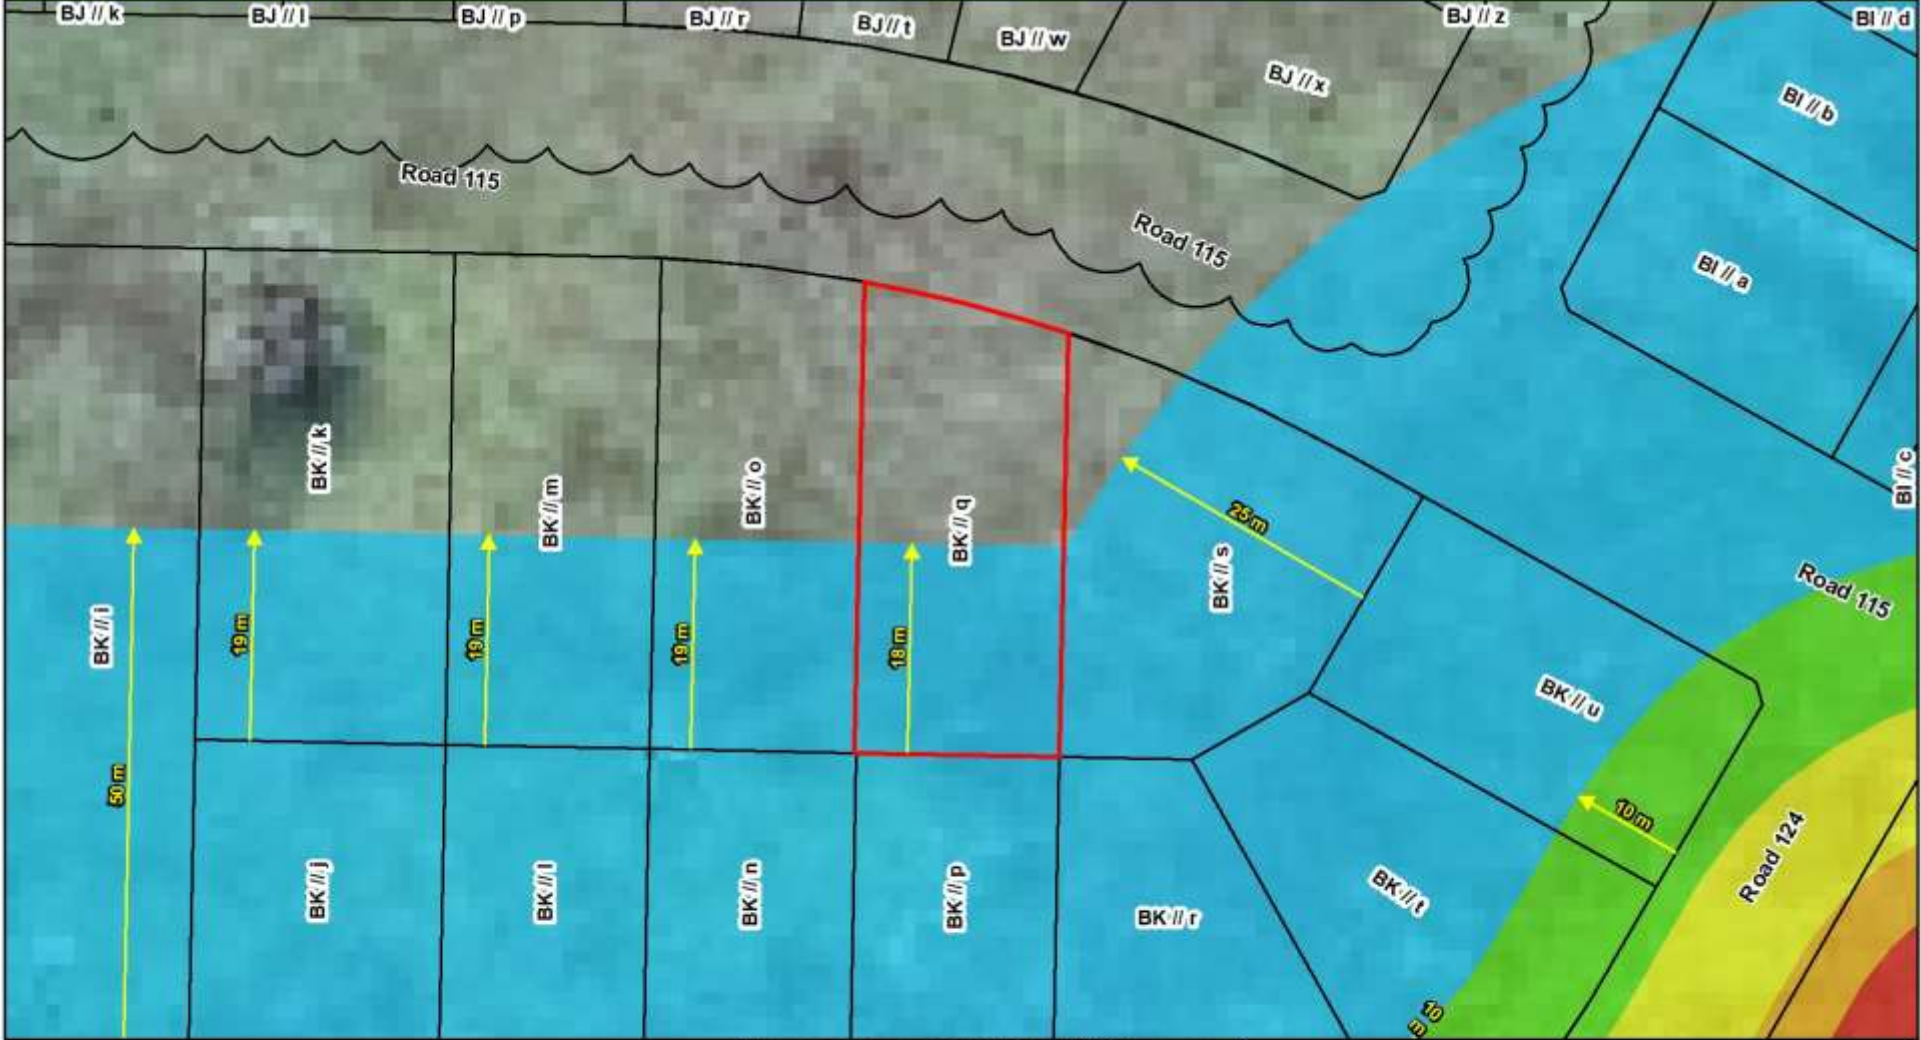 BJ // k
BJ // l
BJ // p
BJ // r
BJ // t
BJ // w
BJ // z
BI // d
BJ // x
BI // b
Road 115
Road 115
BI // a
BK // k
BK // m
BK // o
BK // q
BI // c
25 m
BK // s
Road 115
BK // i
19 m
19 m
19 m
18 m
BK // u
50 m
10 m
Road 124
BK // j
BK // l
BK // n
BK // p
BK // r
BK // t
10
m